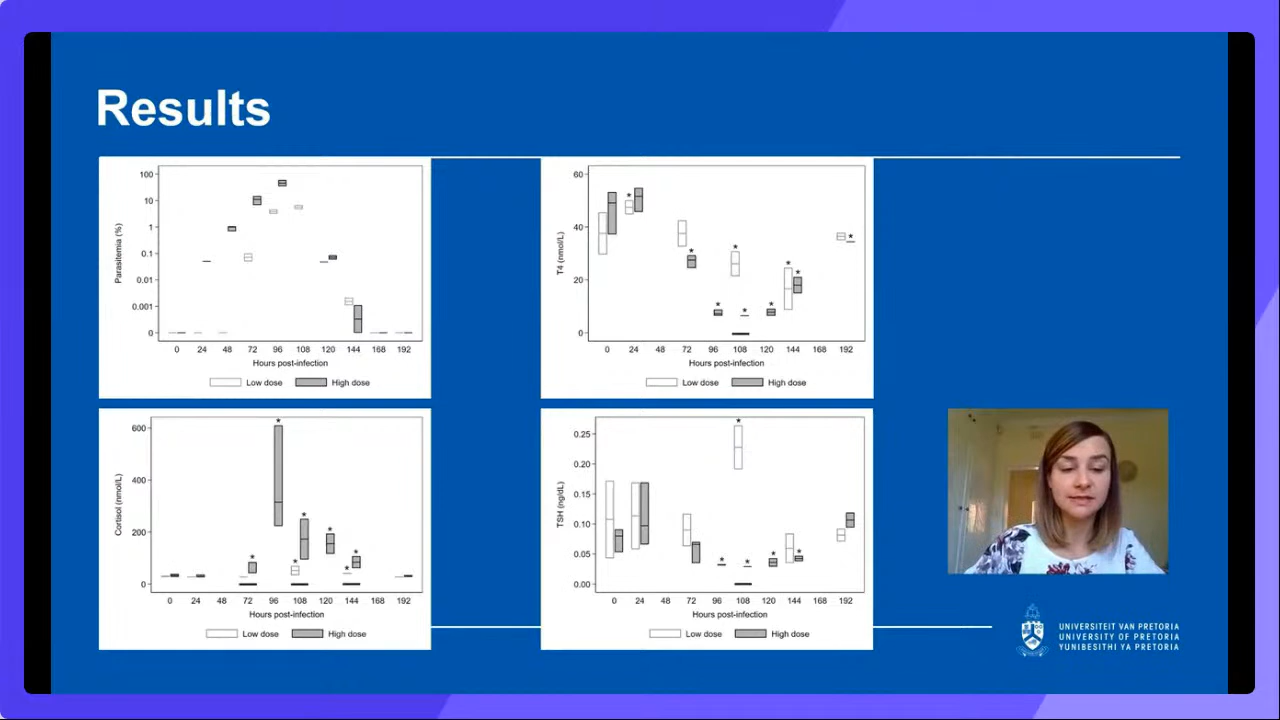 Results
Parasitemia (%)
100
10
1
0.1
0.01
0.001
0
0 24 48 72 96 108 120 144 168 192
Hours post-infection
Low dose High dose
T4 (nmol/L)
60
40
20
0
* * * * * * * * * *
0 24 48 72 96 108 120 144 168 192
Hours post-infection
Low dose High dose
Cortisol (nmol/L)
600
400
200
0
* * * * * * *
0 24 48 72 96 108 120 144 168 192
Hours post-infection
Low dose High dose
TSH (ng/dL)
0.25
0.20
0.15
0.10
0.05
0.00
* * * * *
0 24 48 72 96 108 120 144 168 192
Hours post-infection
Low dose High dose
UNIVERSITEIT VAN PRETORIA
UNIVERSITY OF PRETORIA
YUNIBESITHI YA PRETORIA